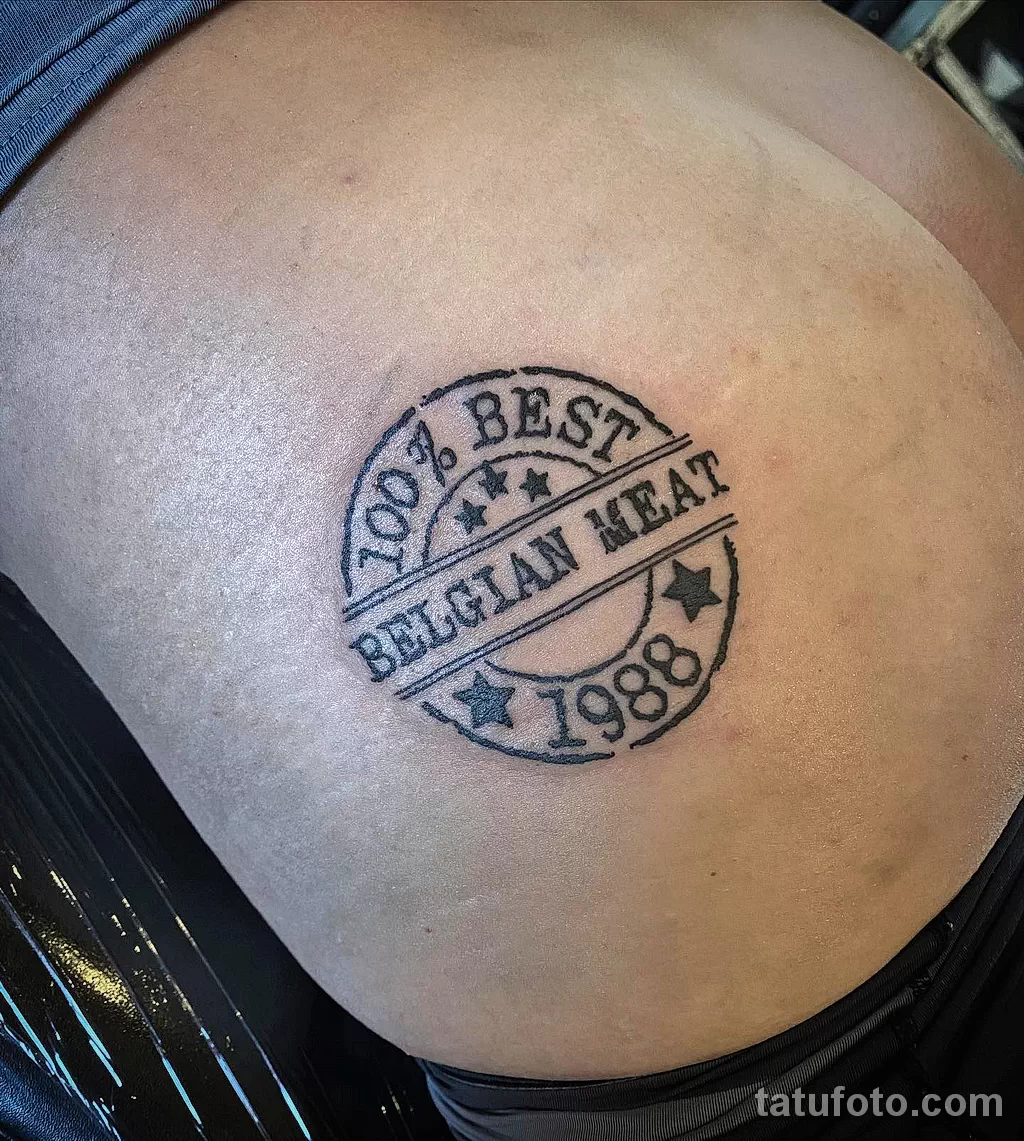 100% BEST
BELGIAN MEAT
1988
tatufoto.com